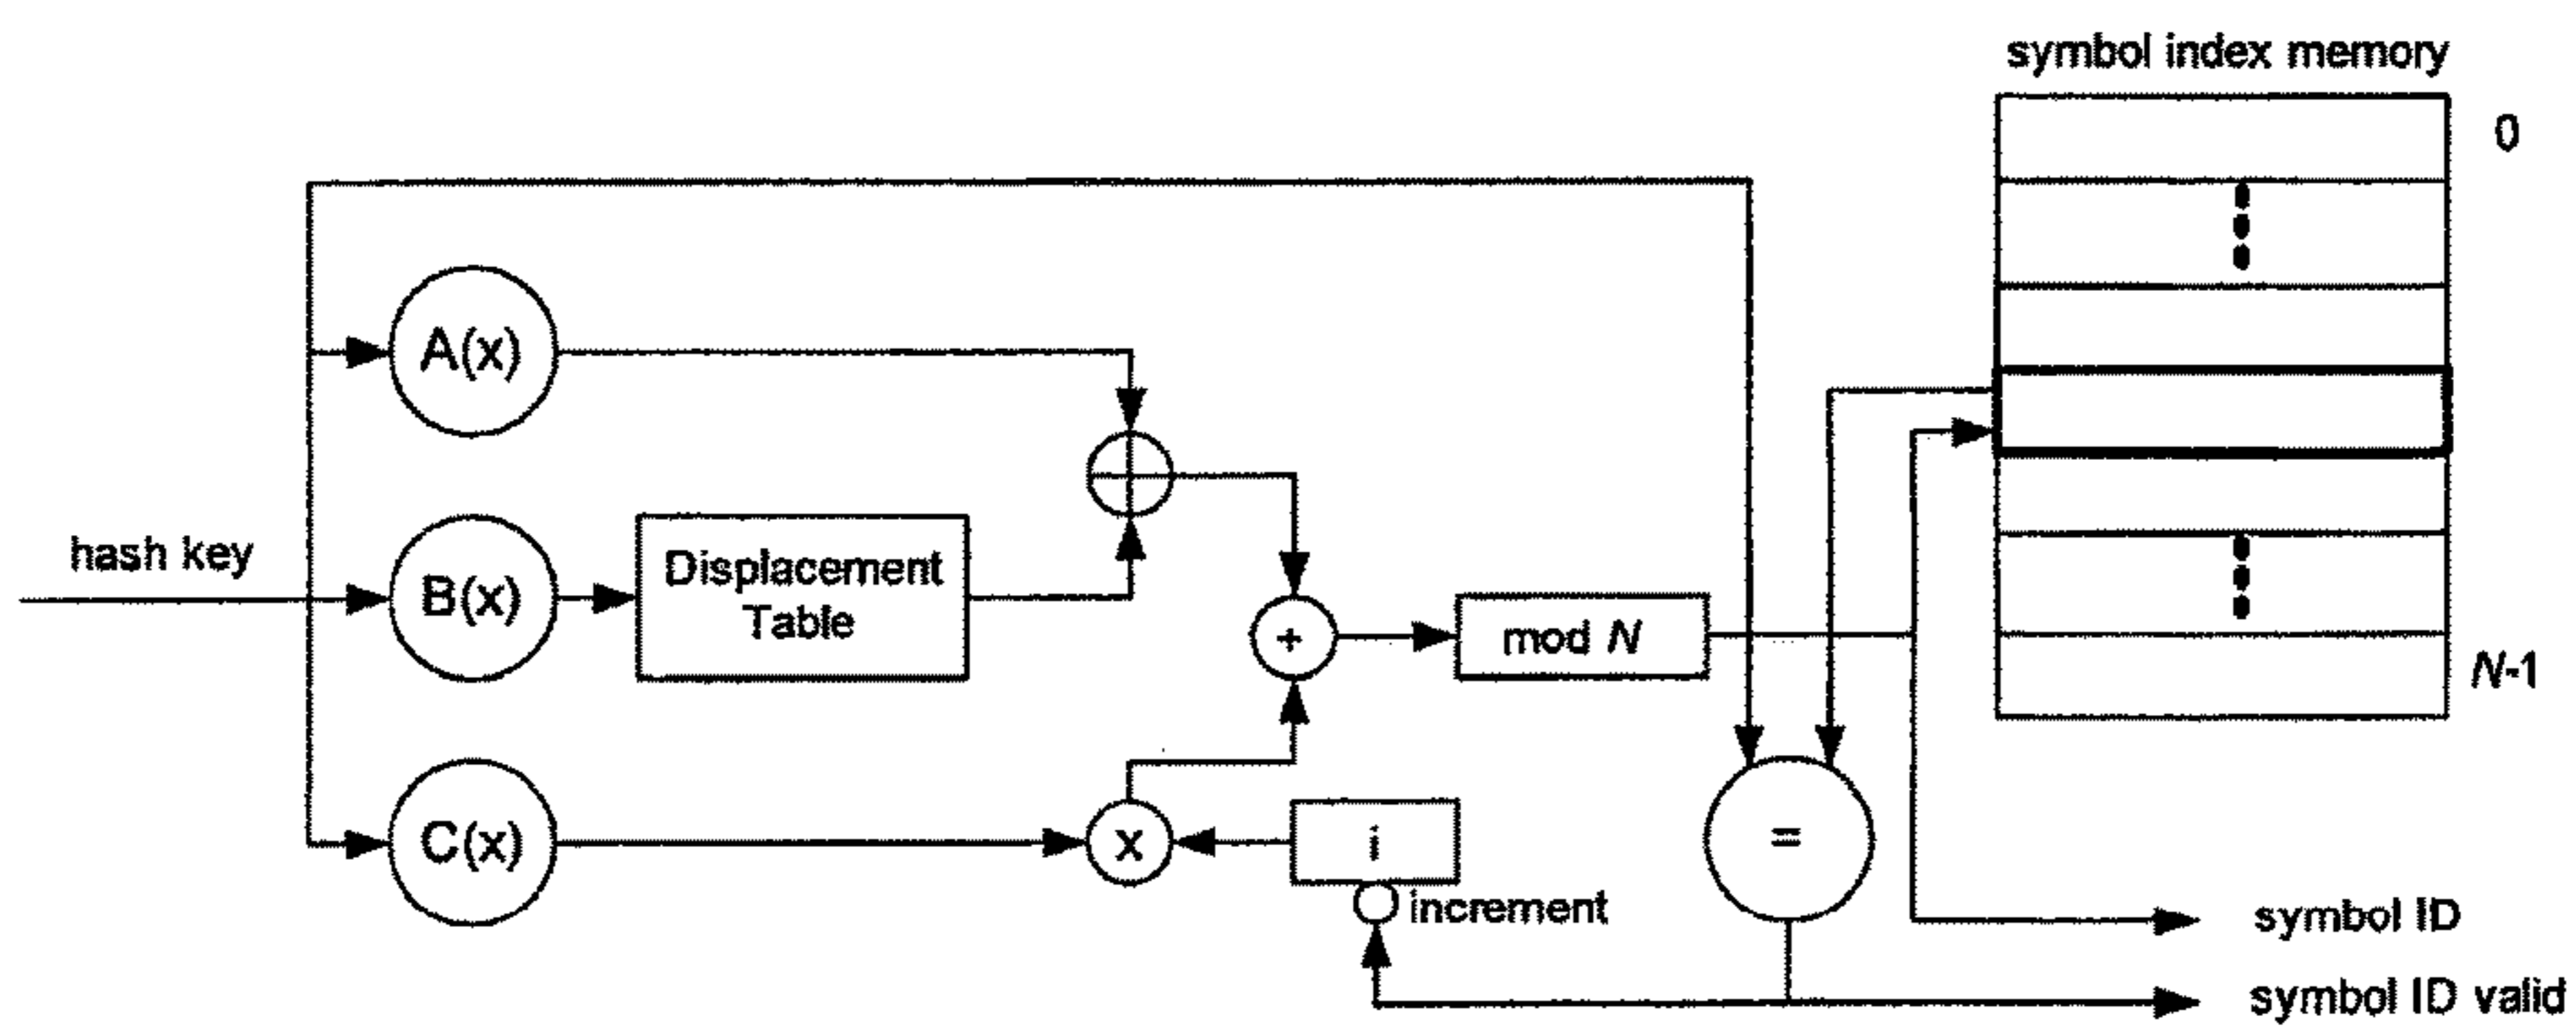 symbol index memory
0
A(x)
hash key
B(x)
Displacement
Table
+
mod N
N-1
C(x)
x
i
=
increment
symbol ID
symbol ID valid